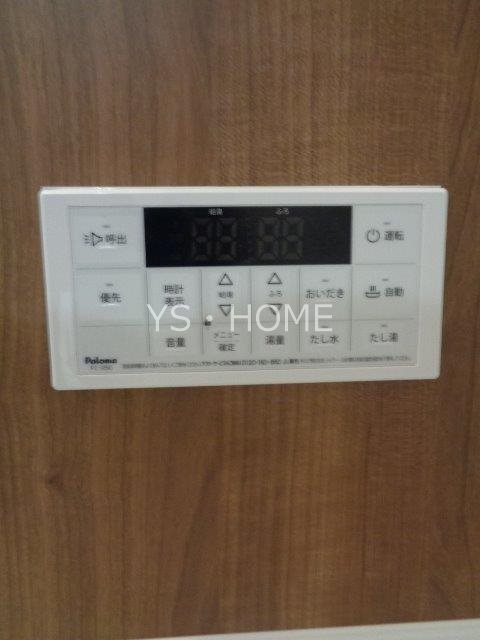 給湯 ふろ
呼出 運転
優先 時計表示 給湯 ふろ おいだき 自動
YS・HOME
音量 メニュー確定 湯量 たし水 たし湯
Paloma